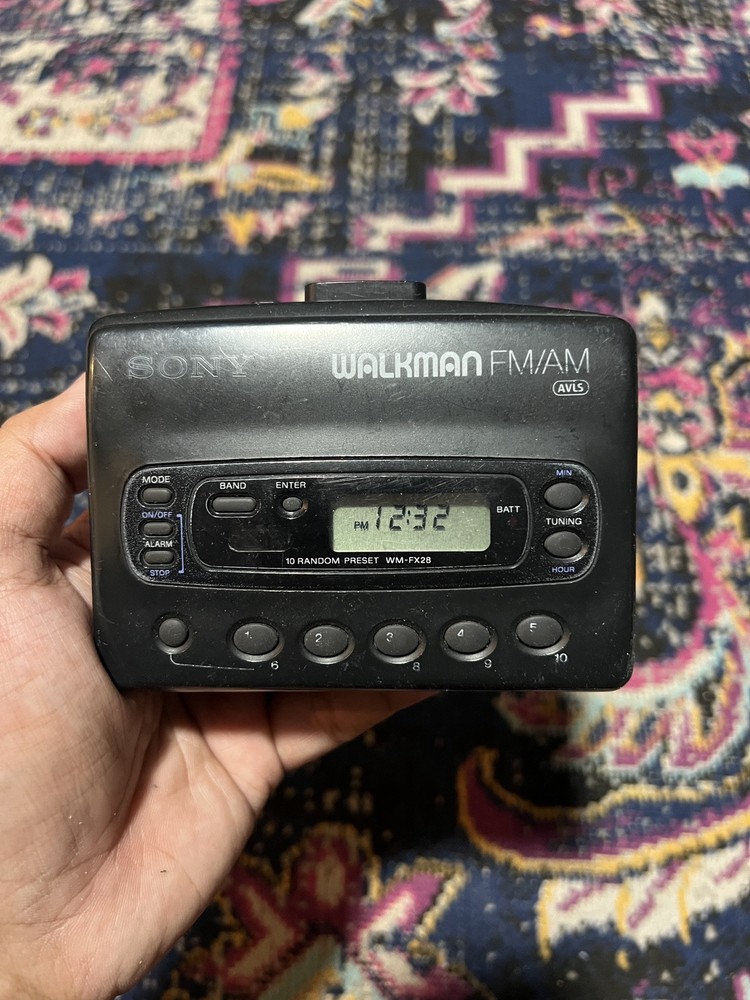 SONY WALKMAN FM/AM
AVLS
MODE BAND ENTER MIN
ON/OFF PM 12:32 BATT TUNING
ALARM
STOP 10 RANDOM PRESET WM-FX28 HOUR
1 2 3 4 5
6 7 8 9 10